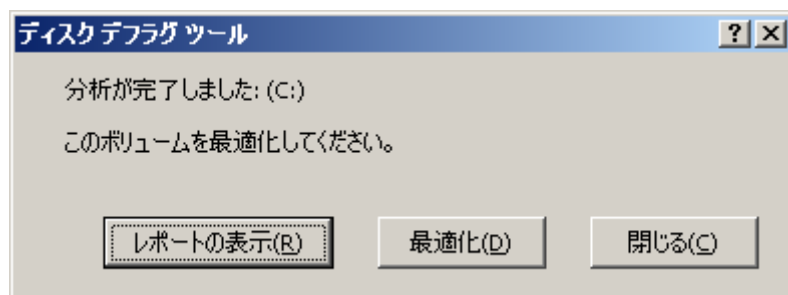 ディスク デフラグ ツール
?
分析が完了しました: (C:)
このボリュームを最適化してください。
レポートの表示(R) 最適化(D) 閉じる(C)